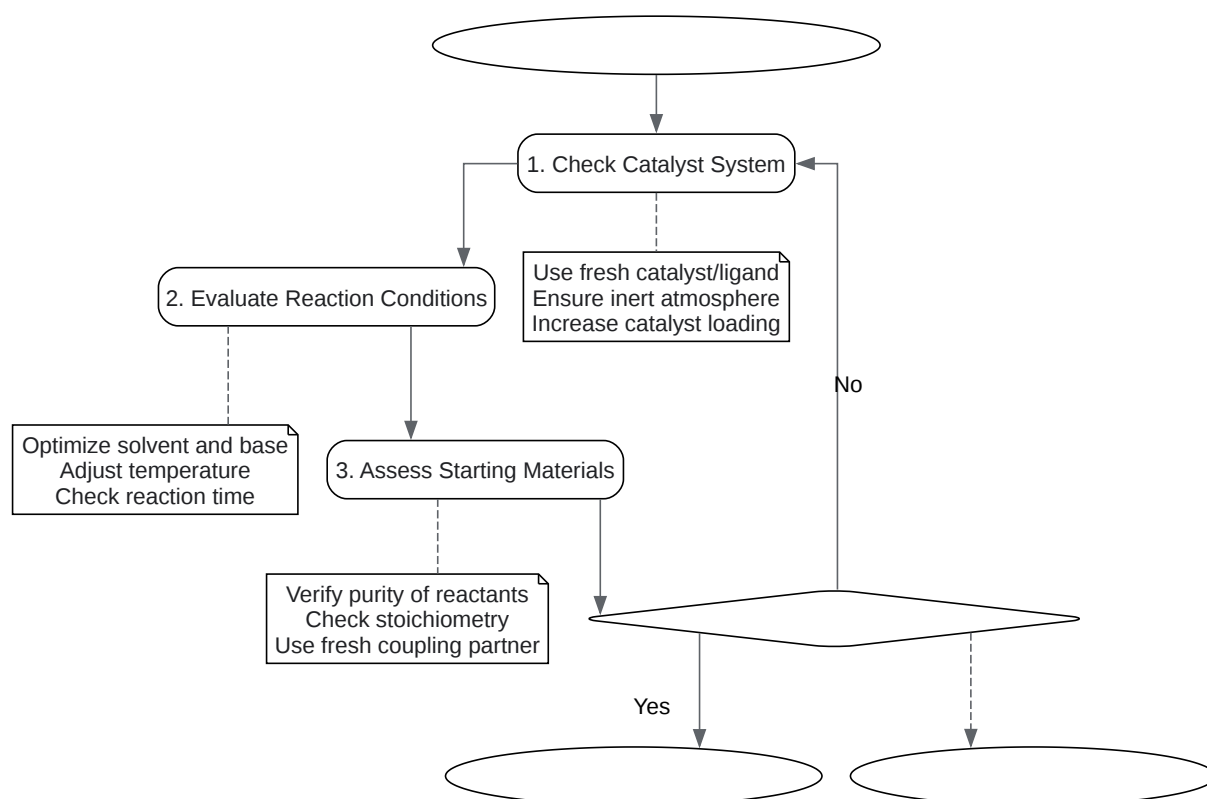 1. Check Catalyst System
Use fresh catalyst/ligand
Ensure inert atmosphere
Increase catalyst loading
2. Evaluate Reaction Conditions
No
Optimize solvent and base
Adjust temperature
Check reaction time
3. Assess Starting Materials
Verify purity of reactants
Check stoichiometry
Use fresh coupling partner
Yes